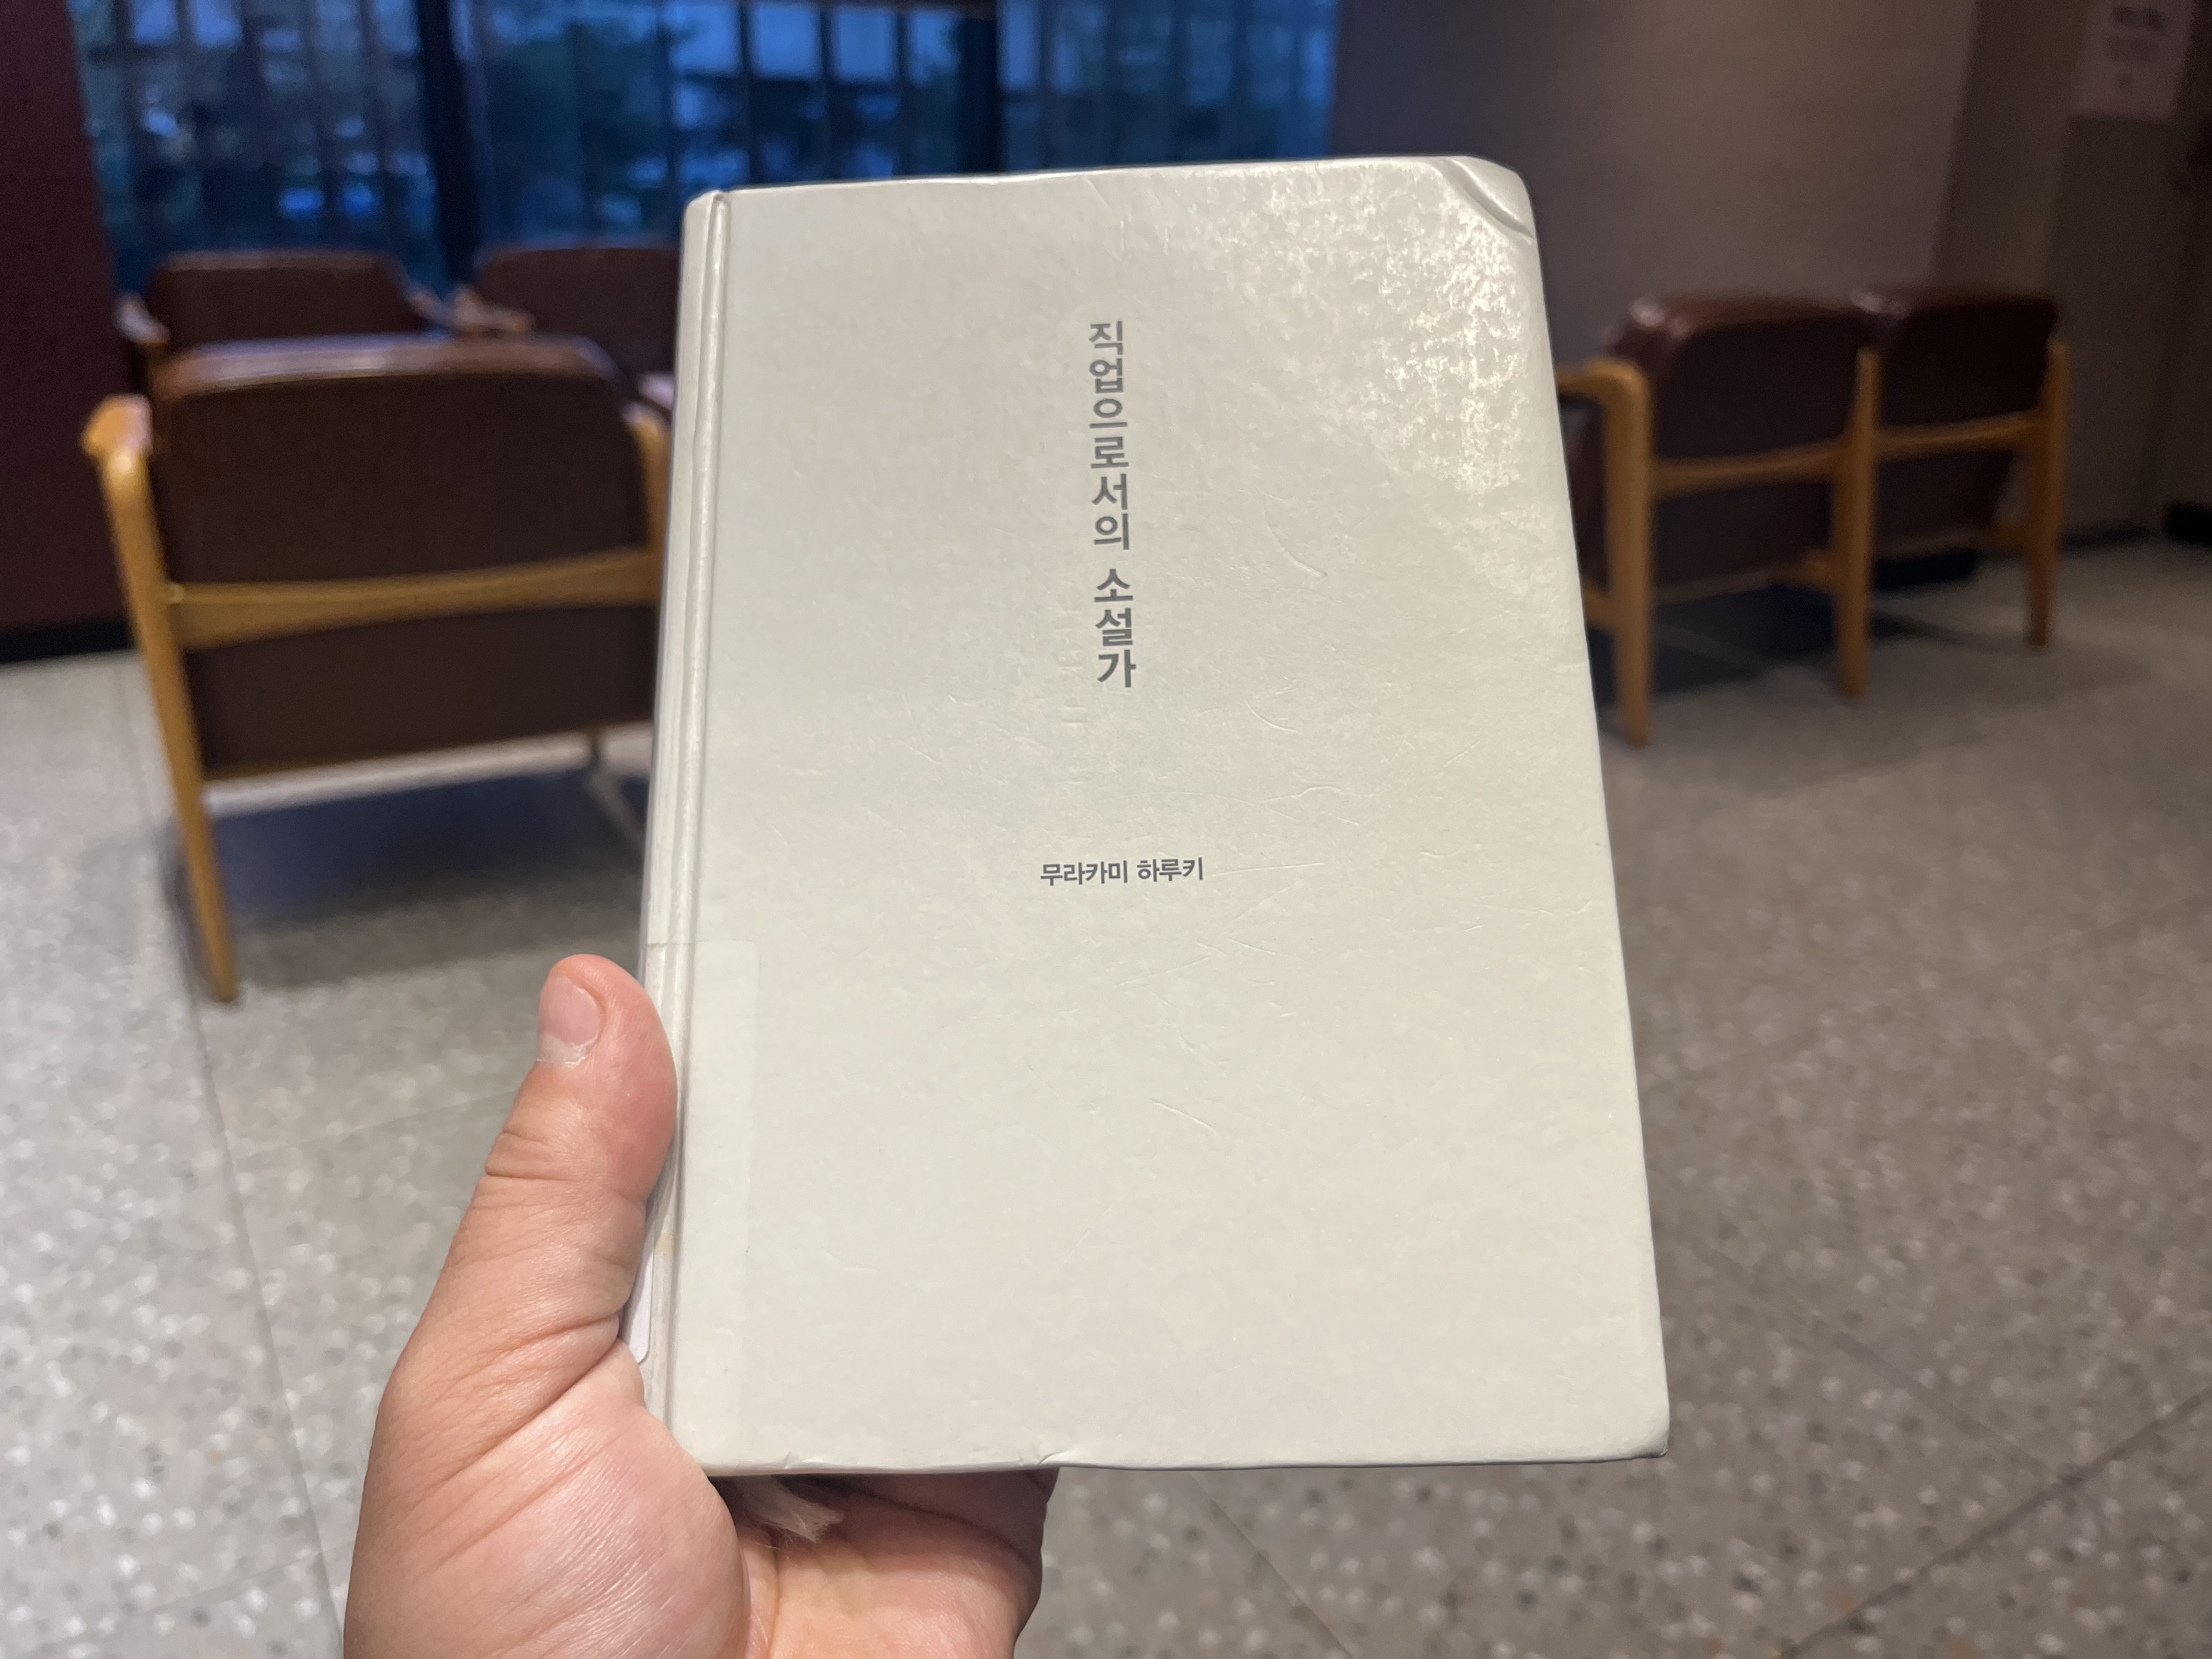 직업으로서의 소설가
무라카미 하루키